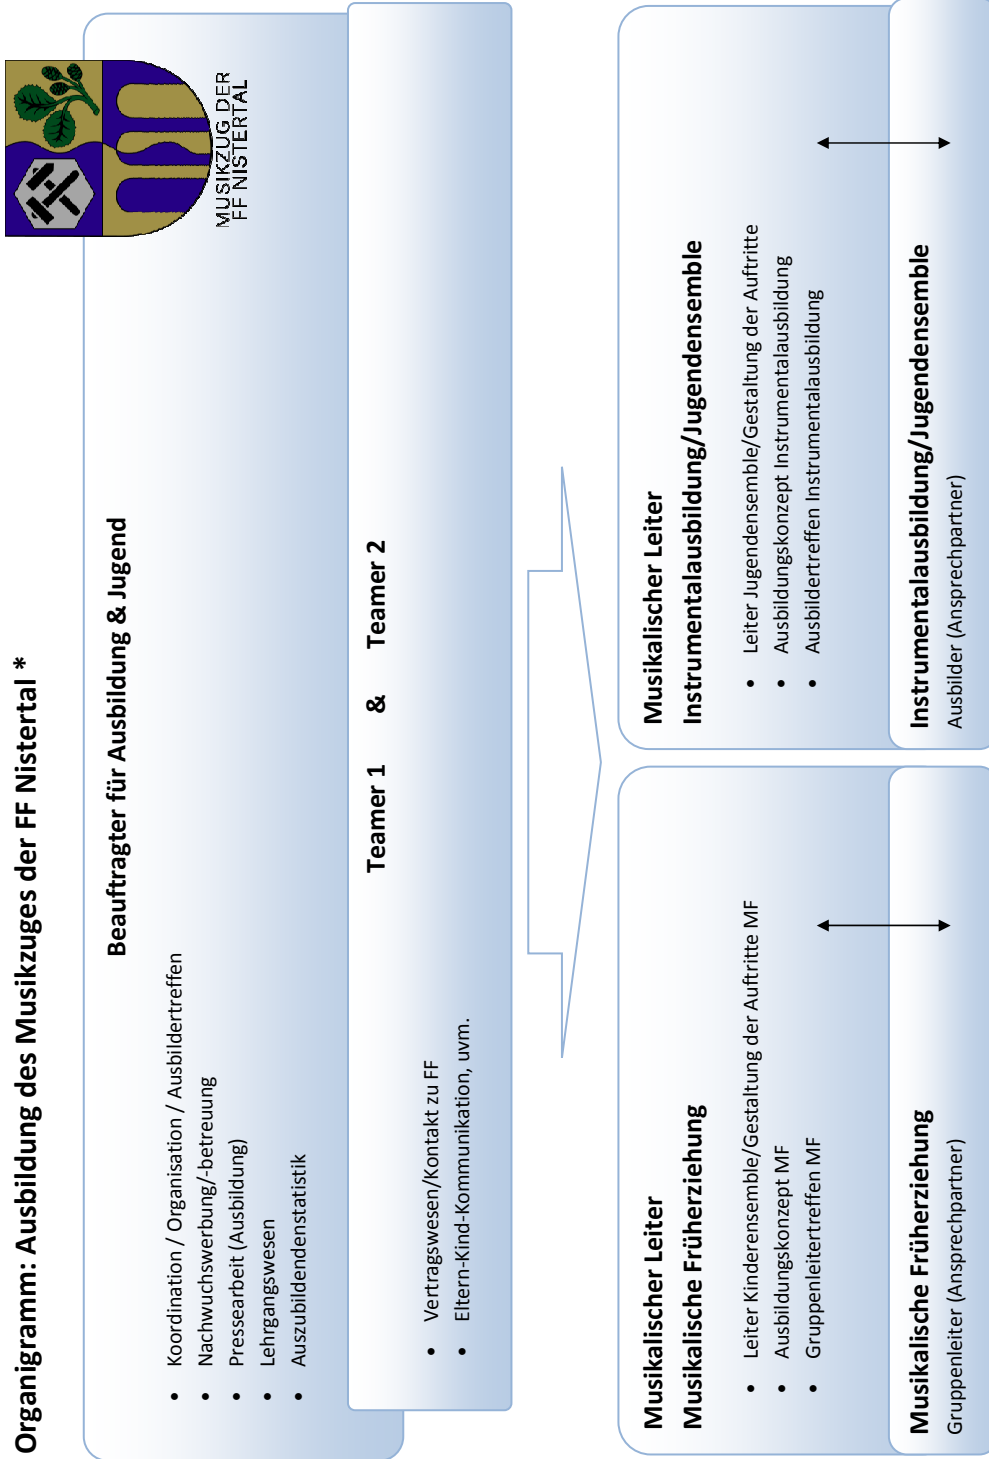 Organigramm: Ausbildung des Musikzuges der FF Nistertal *
MUSIKZUG DER
FF NISTERTAL
Beauftragter für Ausbildung & Jugend
• Koordination / Organisation / Ausbildertreffen
• Nachwuchswerbung/-betreuung
• Pressearbeit (Ausbildung)
• Lehrgangswesen
• Auszubildendenstatistik
Teamer 1 & Teamer 2
• Vertragswesen/Kontakt zu FF
• Eltern-Kind-Kommunikation, uvm.
Musikalischer Leiter
Musikalische Früherziehung
• Leiter Kinderensemble/Gestaltung der Auftritte MF
• Ausbildungskonzept MF
• Gruppenleitertreffen MF
Musikalische Früherziehung
Gruppenleiter (Ansprechpartner)
Musikalischer Leiter
Instrumentalausbildung/Jugendensemble
• Leiter Jugendensemble/Gestaltung der Auftritte
• Ausbildungskonzept Instrumentalausbildung
• Ausbildertreffen Instrumentalausbildung
Instrumentalausbildung/Jugendensemble
Ausbilder (Ansprechpartner)